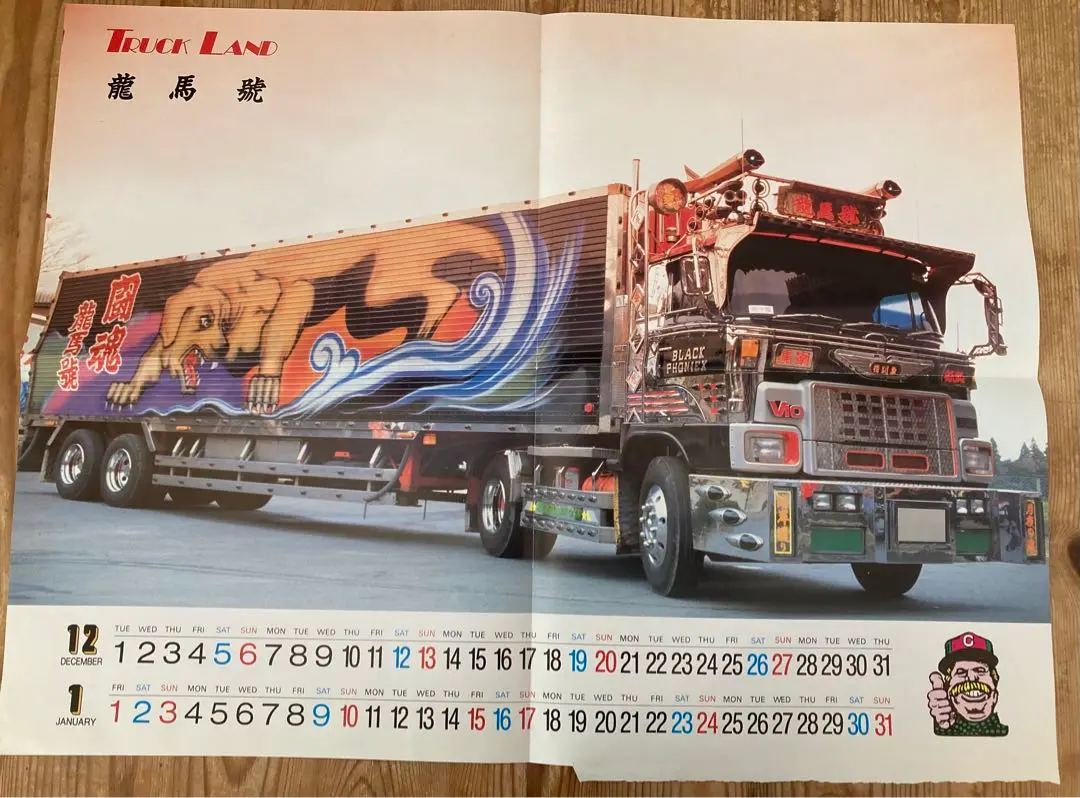 TRUCK LAND
龍馬號
龍馬號
闘魂
龍馬號
BLACK
PHONIEX
Vio
12
DECEMBER
TUE WED THU FRI SAT SUN MON TUE WED THU FRI SAT SUN MON TUE WED THU FRI SAT SUN MON TUE WED THU FRI SAT SUN MON TUE WED THU
1 2 3 4 5 6 7 8 9 10 11 12 13 14 15 16 17 18 19 20 21 22 23 24 25 26 27 28 29 30 31
1
JANUARY
FRI SAT SUN MON TUE WED THU FRI SAT SUN MON TUE WED THU FRI SAT SUN MON TUE WED THU FRI SAT SUN MON TUE WED THU FRI SAT SUN
1 2 3 4 5 6 7 8 9 10 11 12 13 14 15 16 17 18 19 20 21 22 23 24 25 26 27 28 29 30 31
G